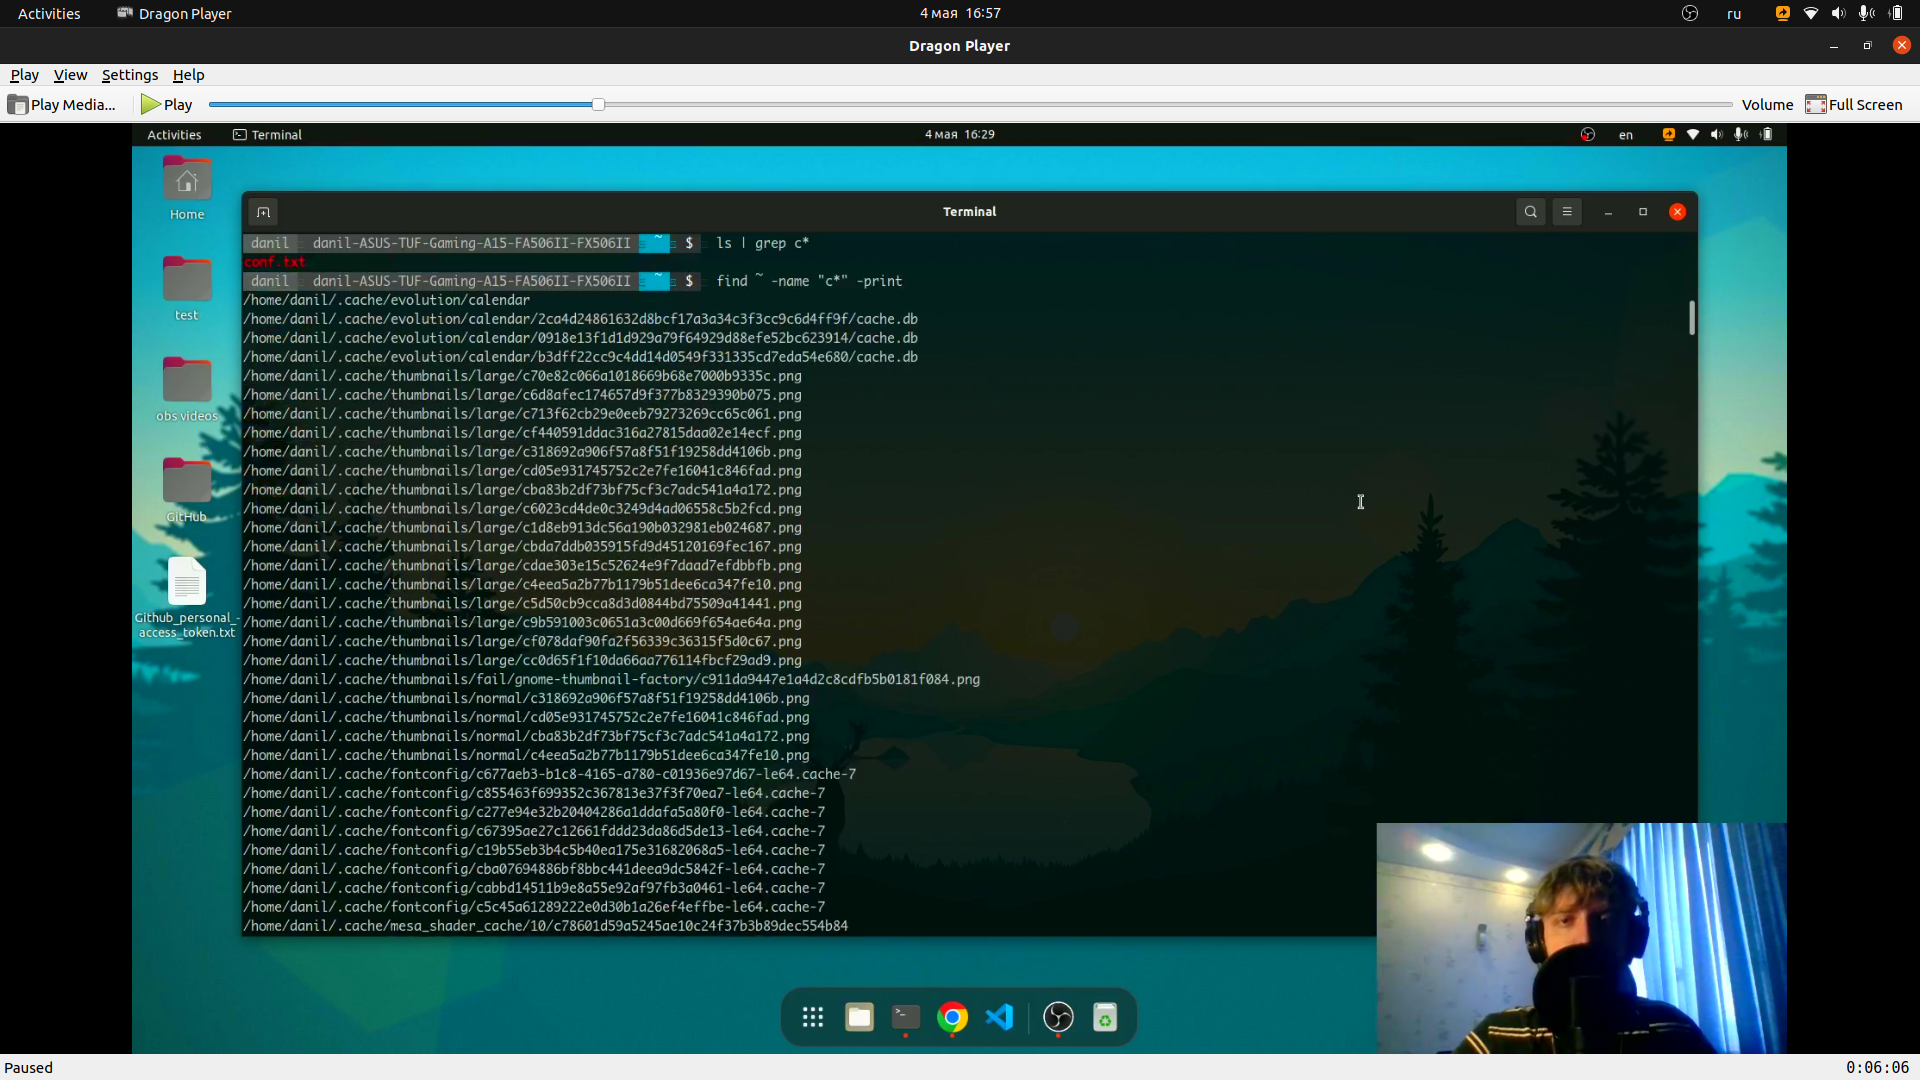 Activities Dragon Player 4 мая 16:57 ru
Dragon Player
Play View Settings Help
Play Media... Play Volume Full Screen
Activities Terminal 4 мая 16:29 en
Home
test
obs videos
GitHub
Github_personal_-
access_token.txt
Terminal
danil danil-ASUS-TUF-Gaming-A15-FA506II-FX506II ~ $ ls | grep c*
conf.txt
danil danil-ASUS-TUF-Gaming-A15-FA506II-FX506II ~ $ find ~ -name "c*" -print
/home/danil/.cache/evolution/calendar
/home/danil/.cache/evolution/calendar/2ca4d24861632d8bcf17a3a34c3f3cc9c6d4ff9f/cache.db
/home/danil/.cache/evolution/calendar/0918e13f1d1d929a79f64929d88efe52bc623914/cache.db
/home/danil/.cache/evolution/calendar/b3dff22cc9c4dd14d0549f331335cd7eda54e680/cache.db
/home/danil/.cache/thumbnails/large/c70e82c066a1018669b68e7000b9335c.png
/home/danil/.cache/thumbnails/large/c6d8afec174657d9f377b8329390b075.png
/home/danil/.cache/thumbnails/large/c713f62cb29e0eeb79273269cc65c061.png
/home/danil/.cache/thumbnails/large/cf440591ddac316a27815daa02e14ecf.png
/home/danil/.cache/thumbnails/large/c318692a906f57a8f51f19258dd4106b.png
/home/danil/.cache/thumbnails/large/cd05e931745752c2e7fe16041c846fad.png
/home/danil/.cache/thumbnails/large/cba83b2df73bf75cf3c7adc541a4a172.png
/home/danil/.cache/thumbnails/large/c6023cd4de0c3249d4ad06558c5b2fcd.png
/home/danil/.cache/thumbnails/large/c1d8eb913dc56a190b032981eb024687.png
/home/danil/.cache/thumbnails/large/cbda7ddb035915fd9d45120169fec167.png
/home/danil/.cache/thumbnails/large/cdae303e15c52624e9f7daad7efdbbfb.png
/home/danil/.cache/thumbnails/large/c4eea5a2b77b1179b51dee6ca347fe10.png
/home/danil/.cache/thumbnails/large/c5d50cb9cca8d3d0844bd75509a41441.png
/home/danil/.cache/thumbnails/large/c9b591003c0651a3c00d669f654ae64a.png
/home/danil/.cache/thumbnails/large/cf078daf90fa2f56339c36315f5d0c67.png
/home/danil/.cache/thumbnails/large/cc0d65f1f10da66aa776114fbcf29ad9.png
/home/danil/.cache/thumbnails/fail/gnome-thumbnail-factory/c911da9447e1a4d2c8cdfb5b0181f084.png
/home/danil/.cache/thumbnails/normal/c318692a906f57a8f51f19258dd4106b.png
/home/danil/.cache/thumbnails/normal/cd05e931745752c2e7fe16041c846fad.png
/home/danil/.cache/thumbnails/normal/cba83b2df73bf75cf3c7adc541a4a172.png
/home/danil/.cache/thumbnails/normal/c4eea5a2b77b1179b51dee6ca347fe10.png
/home/danil/.cache/fontconfig/c677aeb3-b1c8-4165-a780-c01936e97d67-le64.cache-7
/home/danil/.cache/fontconfig/c855463f699352c367813e37f3f70ea7-le64.cache-7
/home/danil/.cache/fontconfig/c277e94e32b20404286a1ddafa5a80f0-le64.cache-7
/home/danil/.cache/fontconfig/c67395ae27c12661fddd23da86d5de13-le64.cache-7
/home/danil/.cache/fontconfig/c19b55eb3b4c5b40ea175e31682068a5-le64.cache-7
/home/danil/.cache/fontconfig/cba07694886bf8bbc441deea9dc5842f-le64.cache-7
/home/danil/.cache/fontconfig/cabbd14511b9e8a55e92af97fb3a0461-le64.cache-7
/home/danil/.cache/fontconfig/c5c45a61289222e0d30b1a26ef4effbe-le64.cache-7
/home/danil/.cache/mesa_shader_cache/10/c78601d59a5245ae10c24f37b3b89dec554b84
Paused 0:06:06